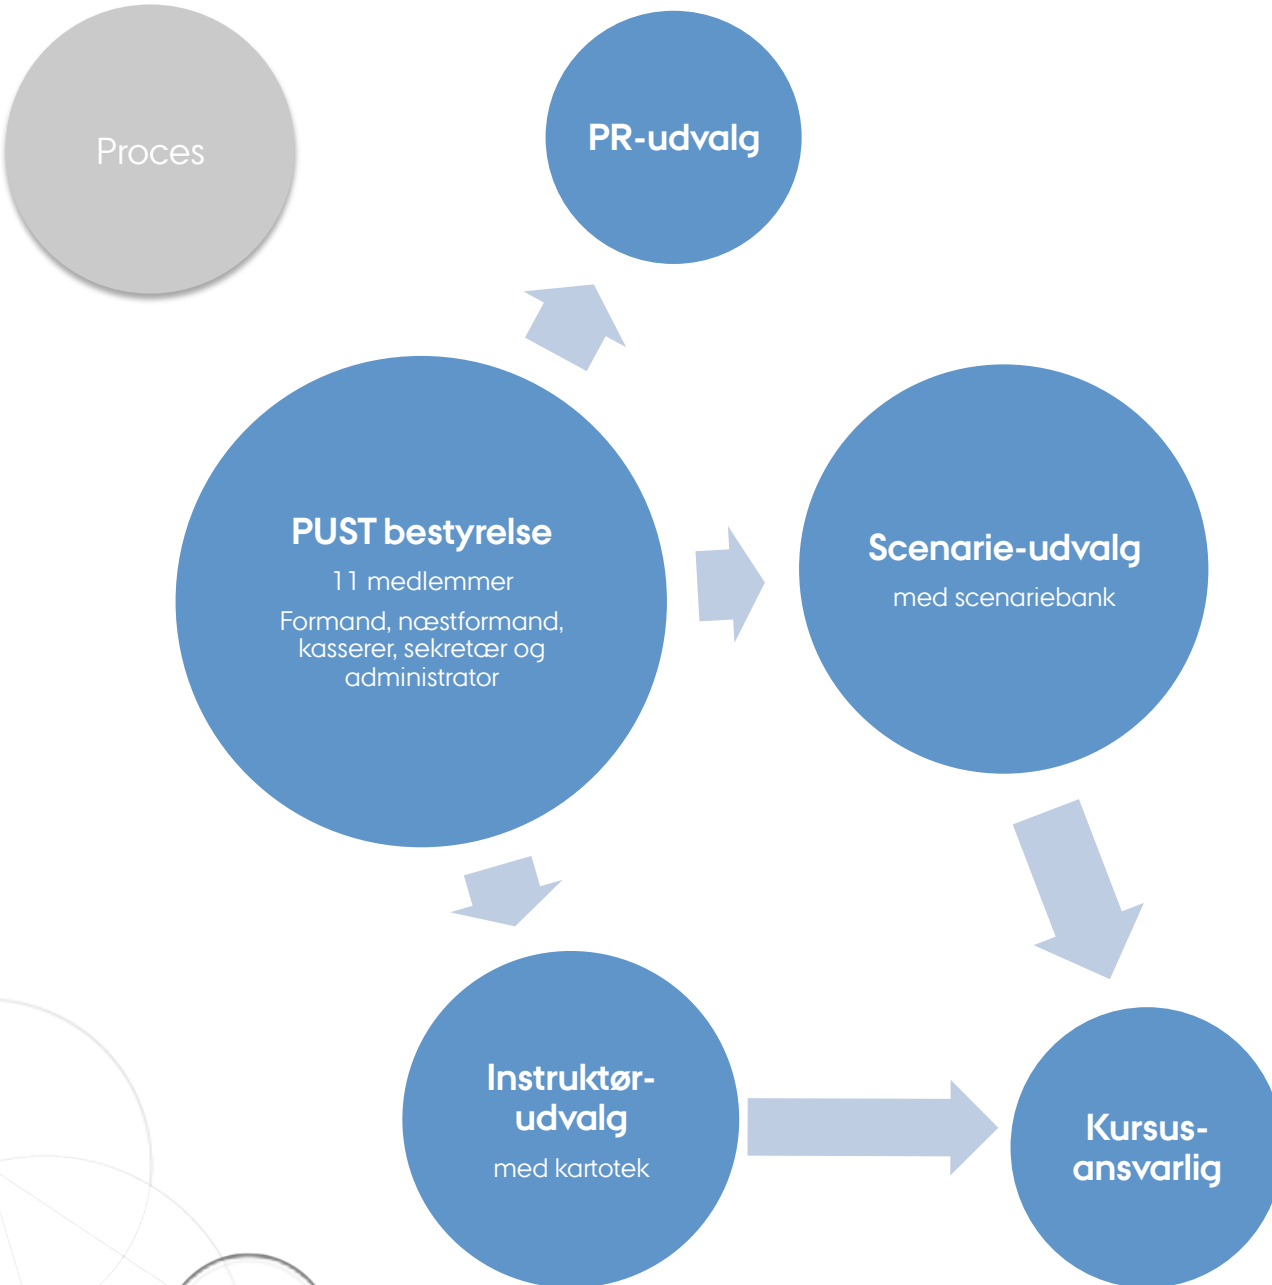 Proces
PR-udvalg
PUST bestyrelse
11 medlemmer
Formand, næstformand,
kasserer, sekretær og
administrator
Scenarie-udvalg
med scenariebank
Instruktør-
udvalg
med kartotek
Kursus-
ansvarlig